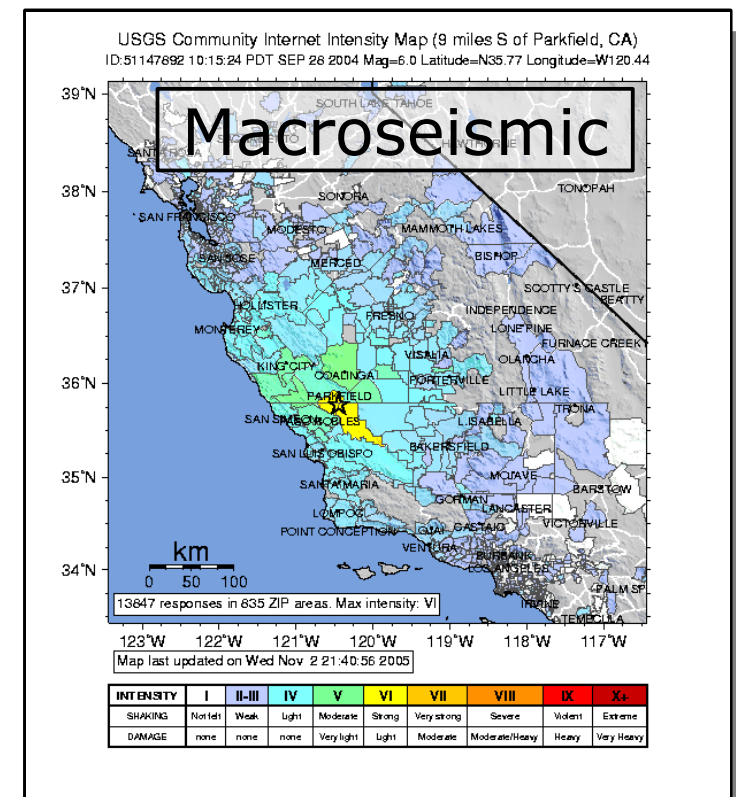 USGS Community Internet Intensity Map (9 miles S of Parkfield, CA)
ID:51147892 10:15:24 PDT SEP 28 2004 Mag=6.0 Latitude=N35.77 Longitude=W120.44
39°N
SOUTH LAKE TAHOE
Macroseismic
HAWTHORNE
SACRAMENTO
SANTA ROSA
38°N
TONOPAH
SONORA
SAN FRANCISCO
MODESTO
MAMMOTH LAKES
SAN JOSE
MERCED
BISHOP
37°N
SCOTTY'S CASTLE
BEATTY
HOLLISTER
FRESNO
INDEPENDENCE
MONTEREY
LONE PINE
FURNACE CREEK
VISALIA
OLANCHA
KING CITY
COALINGA
36°N
PORTERVILLE
PARKFIELD
LITTLE LAKE
TRONA
SAN SIMEON
PASO ROBLES
L.ISABELLA
SAN LUIS OBISPO
BAKERSFIELD
35°N
SANTA MARIA
MOJAVE
BARSTOW
GORMAN
LOMPOC
LANCASTER
VICTORVILLE
POINT CONCEPTION
OJAI
CASTAIC
VENTURA
BURBANK
km
34°N
LOS ANGELES
0 50 100
PALM SP
13847 responses in 835 ZIP areas. Max intensity: VI
IRVINE
TEMECULA
123°W 122°W 121°W 120°W 119°W 118°W 117°W
Map last updated on Wed Nov 2 21:40:56 2005
INTENSITY I II-III IV V VI VII VIII IX X+
SHAKING Not felt Weak Light Moderate Strong Very strong Severe Violent Extreme
DAMAGE none none none Very light Light Moderate Moderate/Heavy Heavy Very Heavy